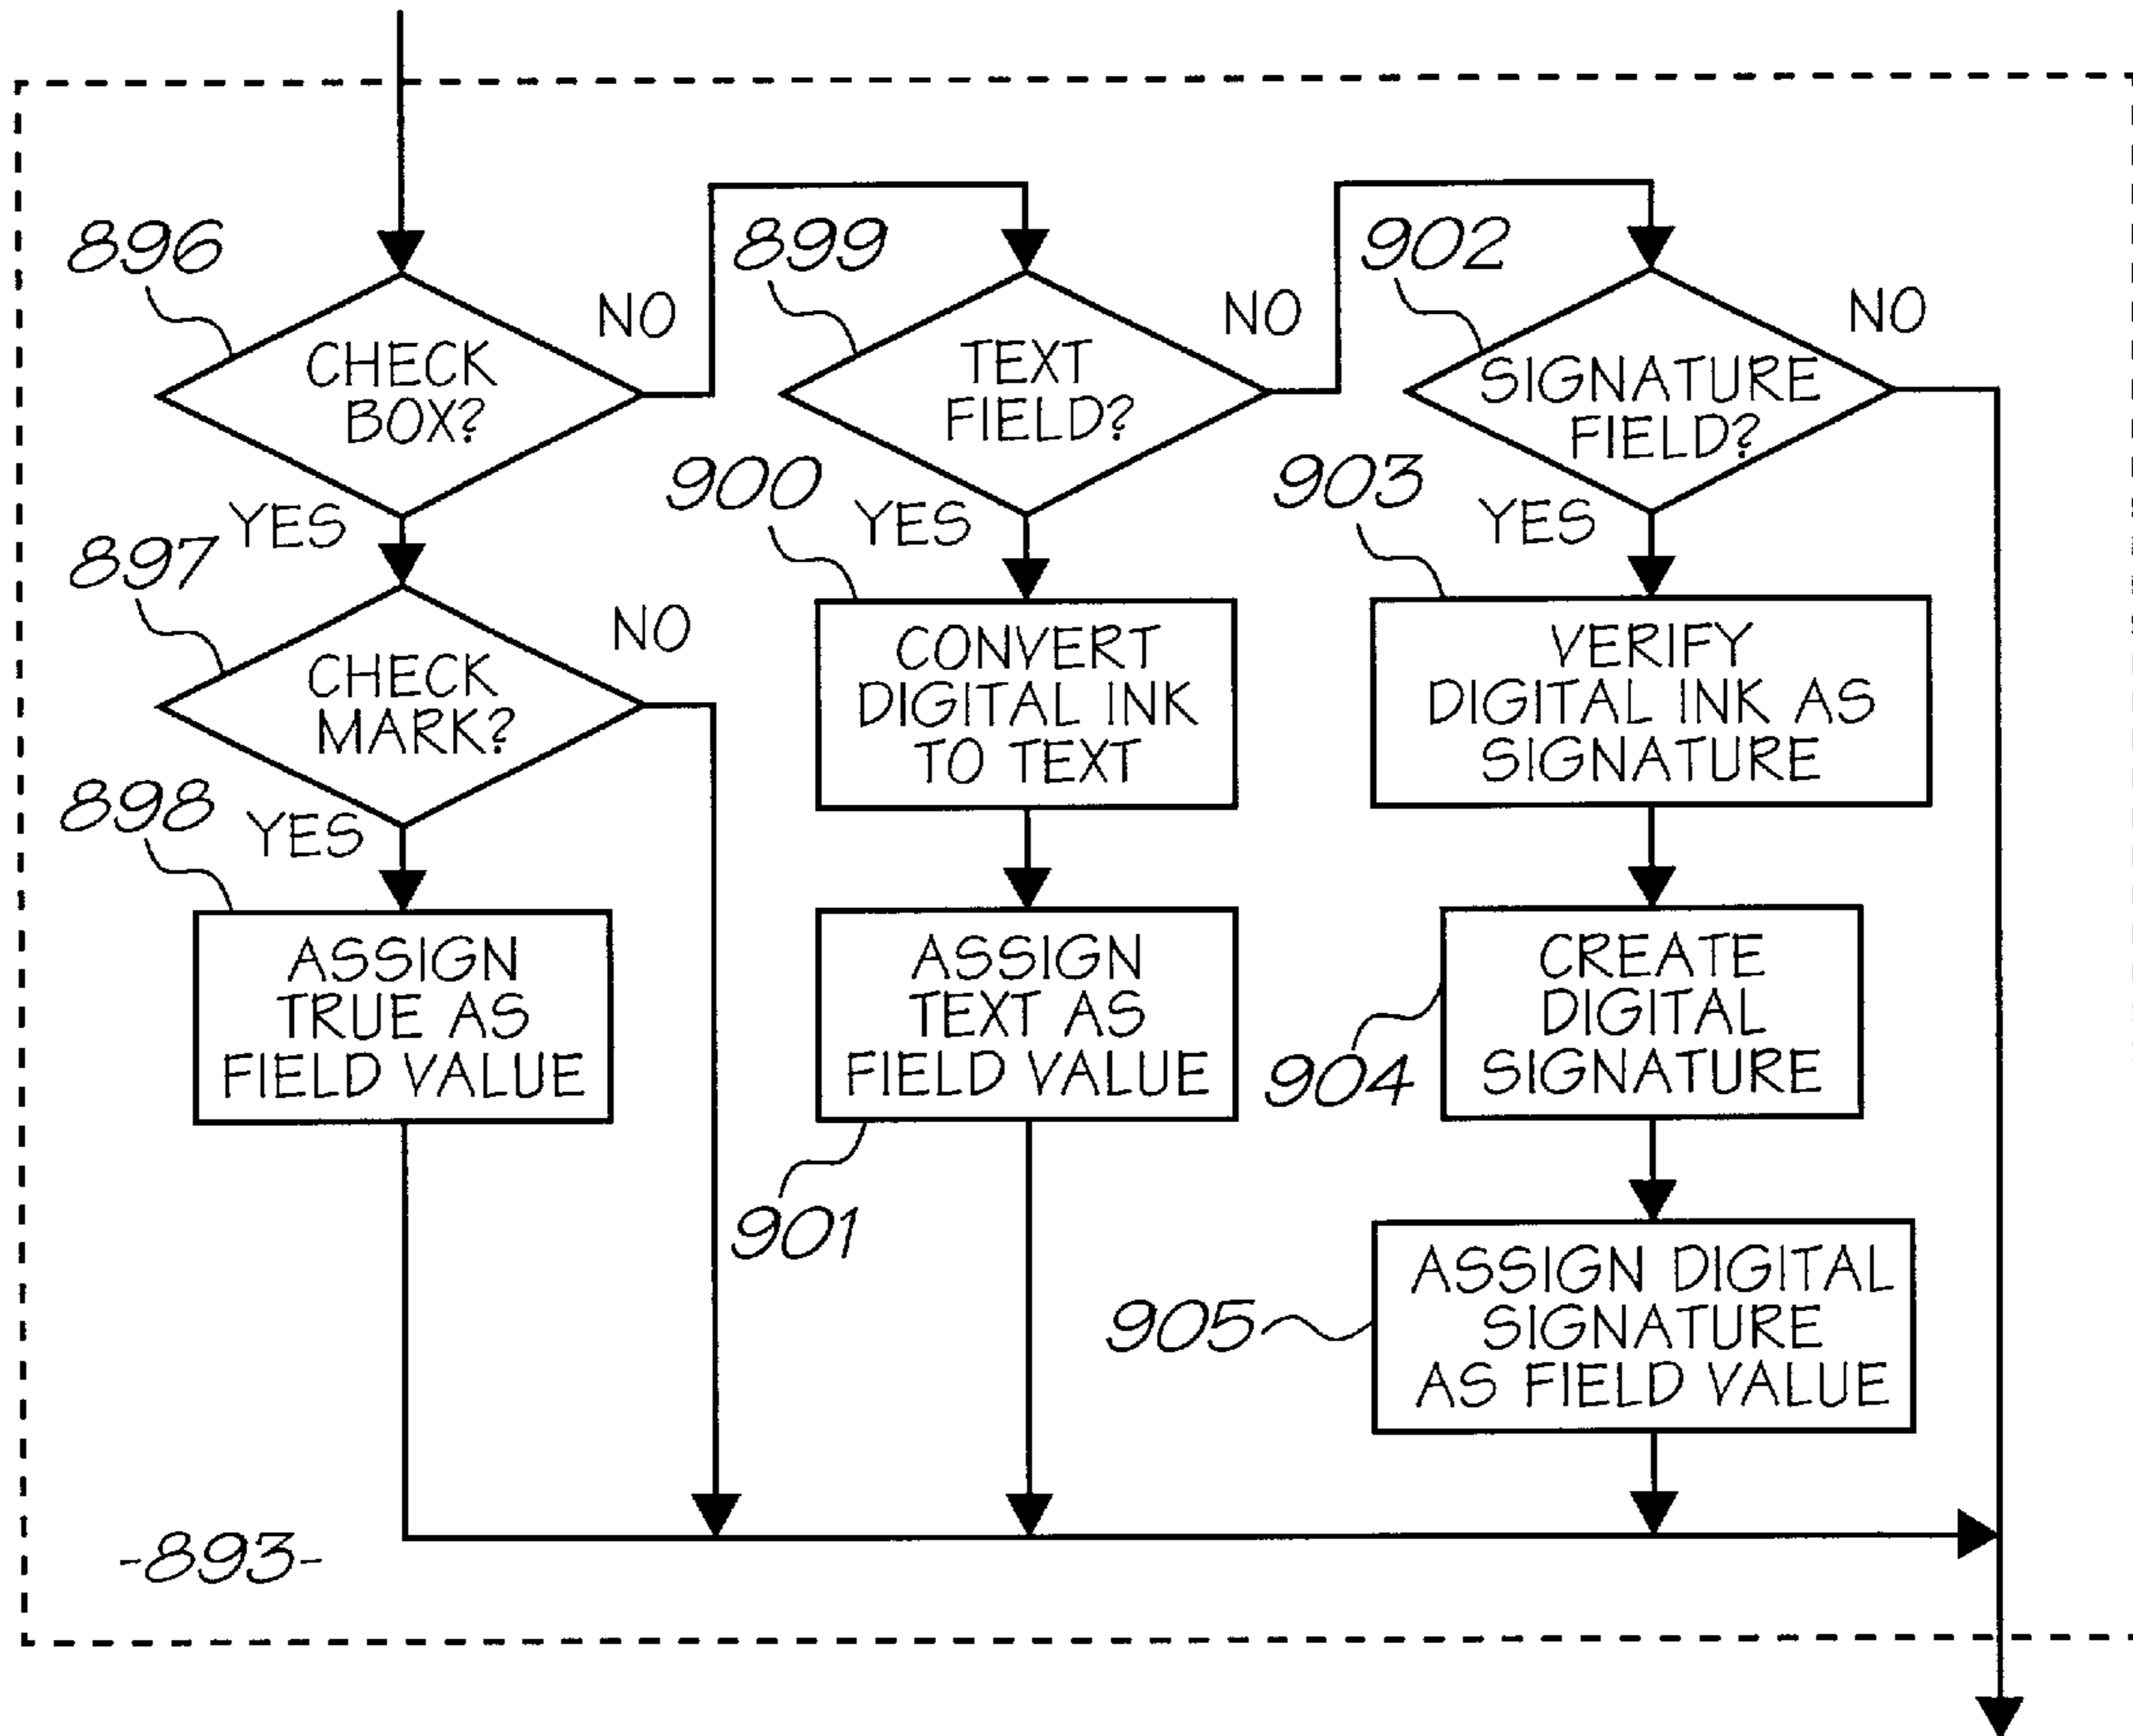 896
CHECK
BOX?
NO
YES
897
CHECK
MARK?
NO
YES
898
ASSIGN
TRUE AS
FIELD VALUE
899
TEXT
FIELD?
NO
YES
900
CONVERT
DIGITAL INK
TO TEXT
ASSIGN
TEXT AS
FIELD VALUE
901
902
SIGNATURE
FIELD?
NO
YES
903
VERIFY
DIGITAL INK AS
SIGNATURE
CREATE
DIGITAL
SIGNATURE
904
ASSIGN DIGITAL
SIGNATURE
AS FIELD VALUE
905
-893-